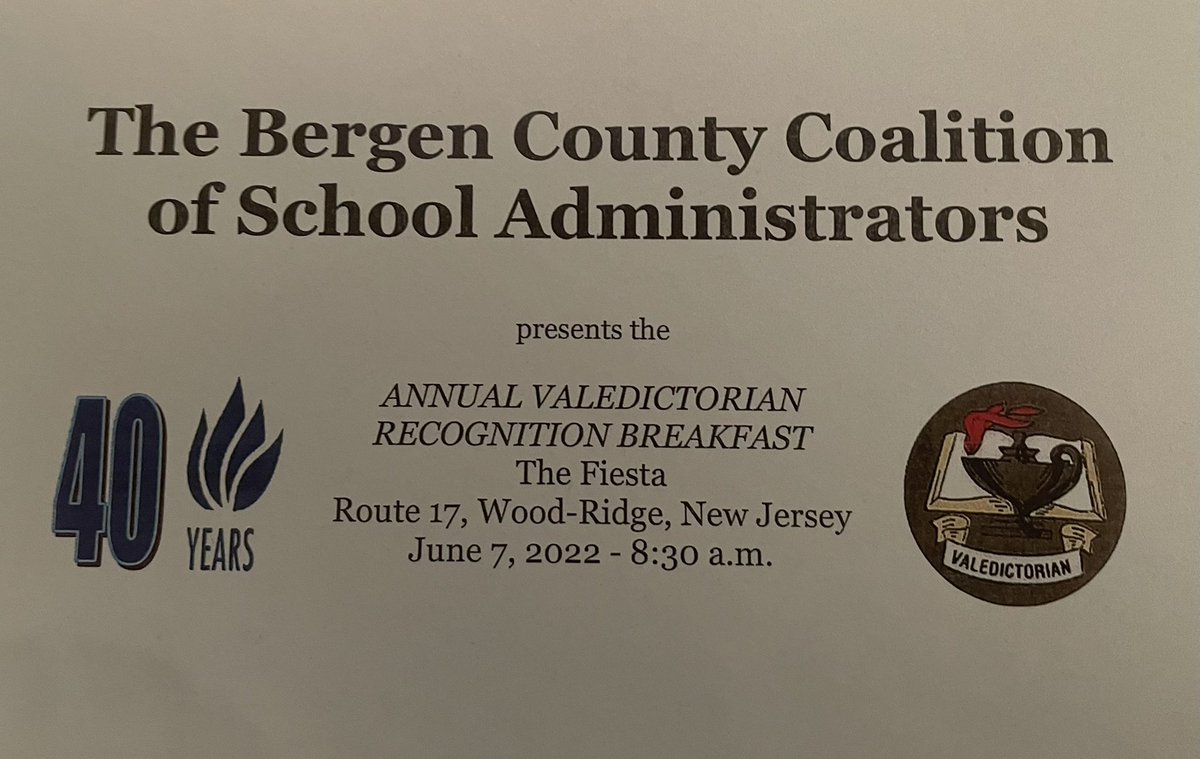 The Bergen County Coalition
of School Administrators
presents the
ANNUAL VALEDICTORIAN
RECOGNITION BREAKFAST
The Fiesta
Route 17, Wood-Ridge, New Jersey
June 7, 2022 - 8:30 a.m.
40
YEARS
VALEDICTORIAN